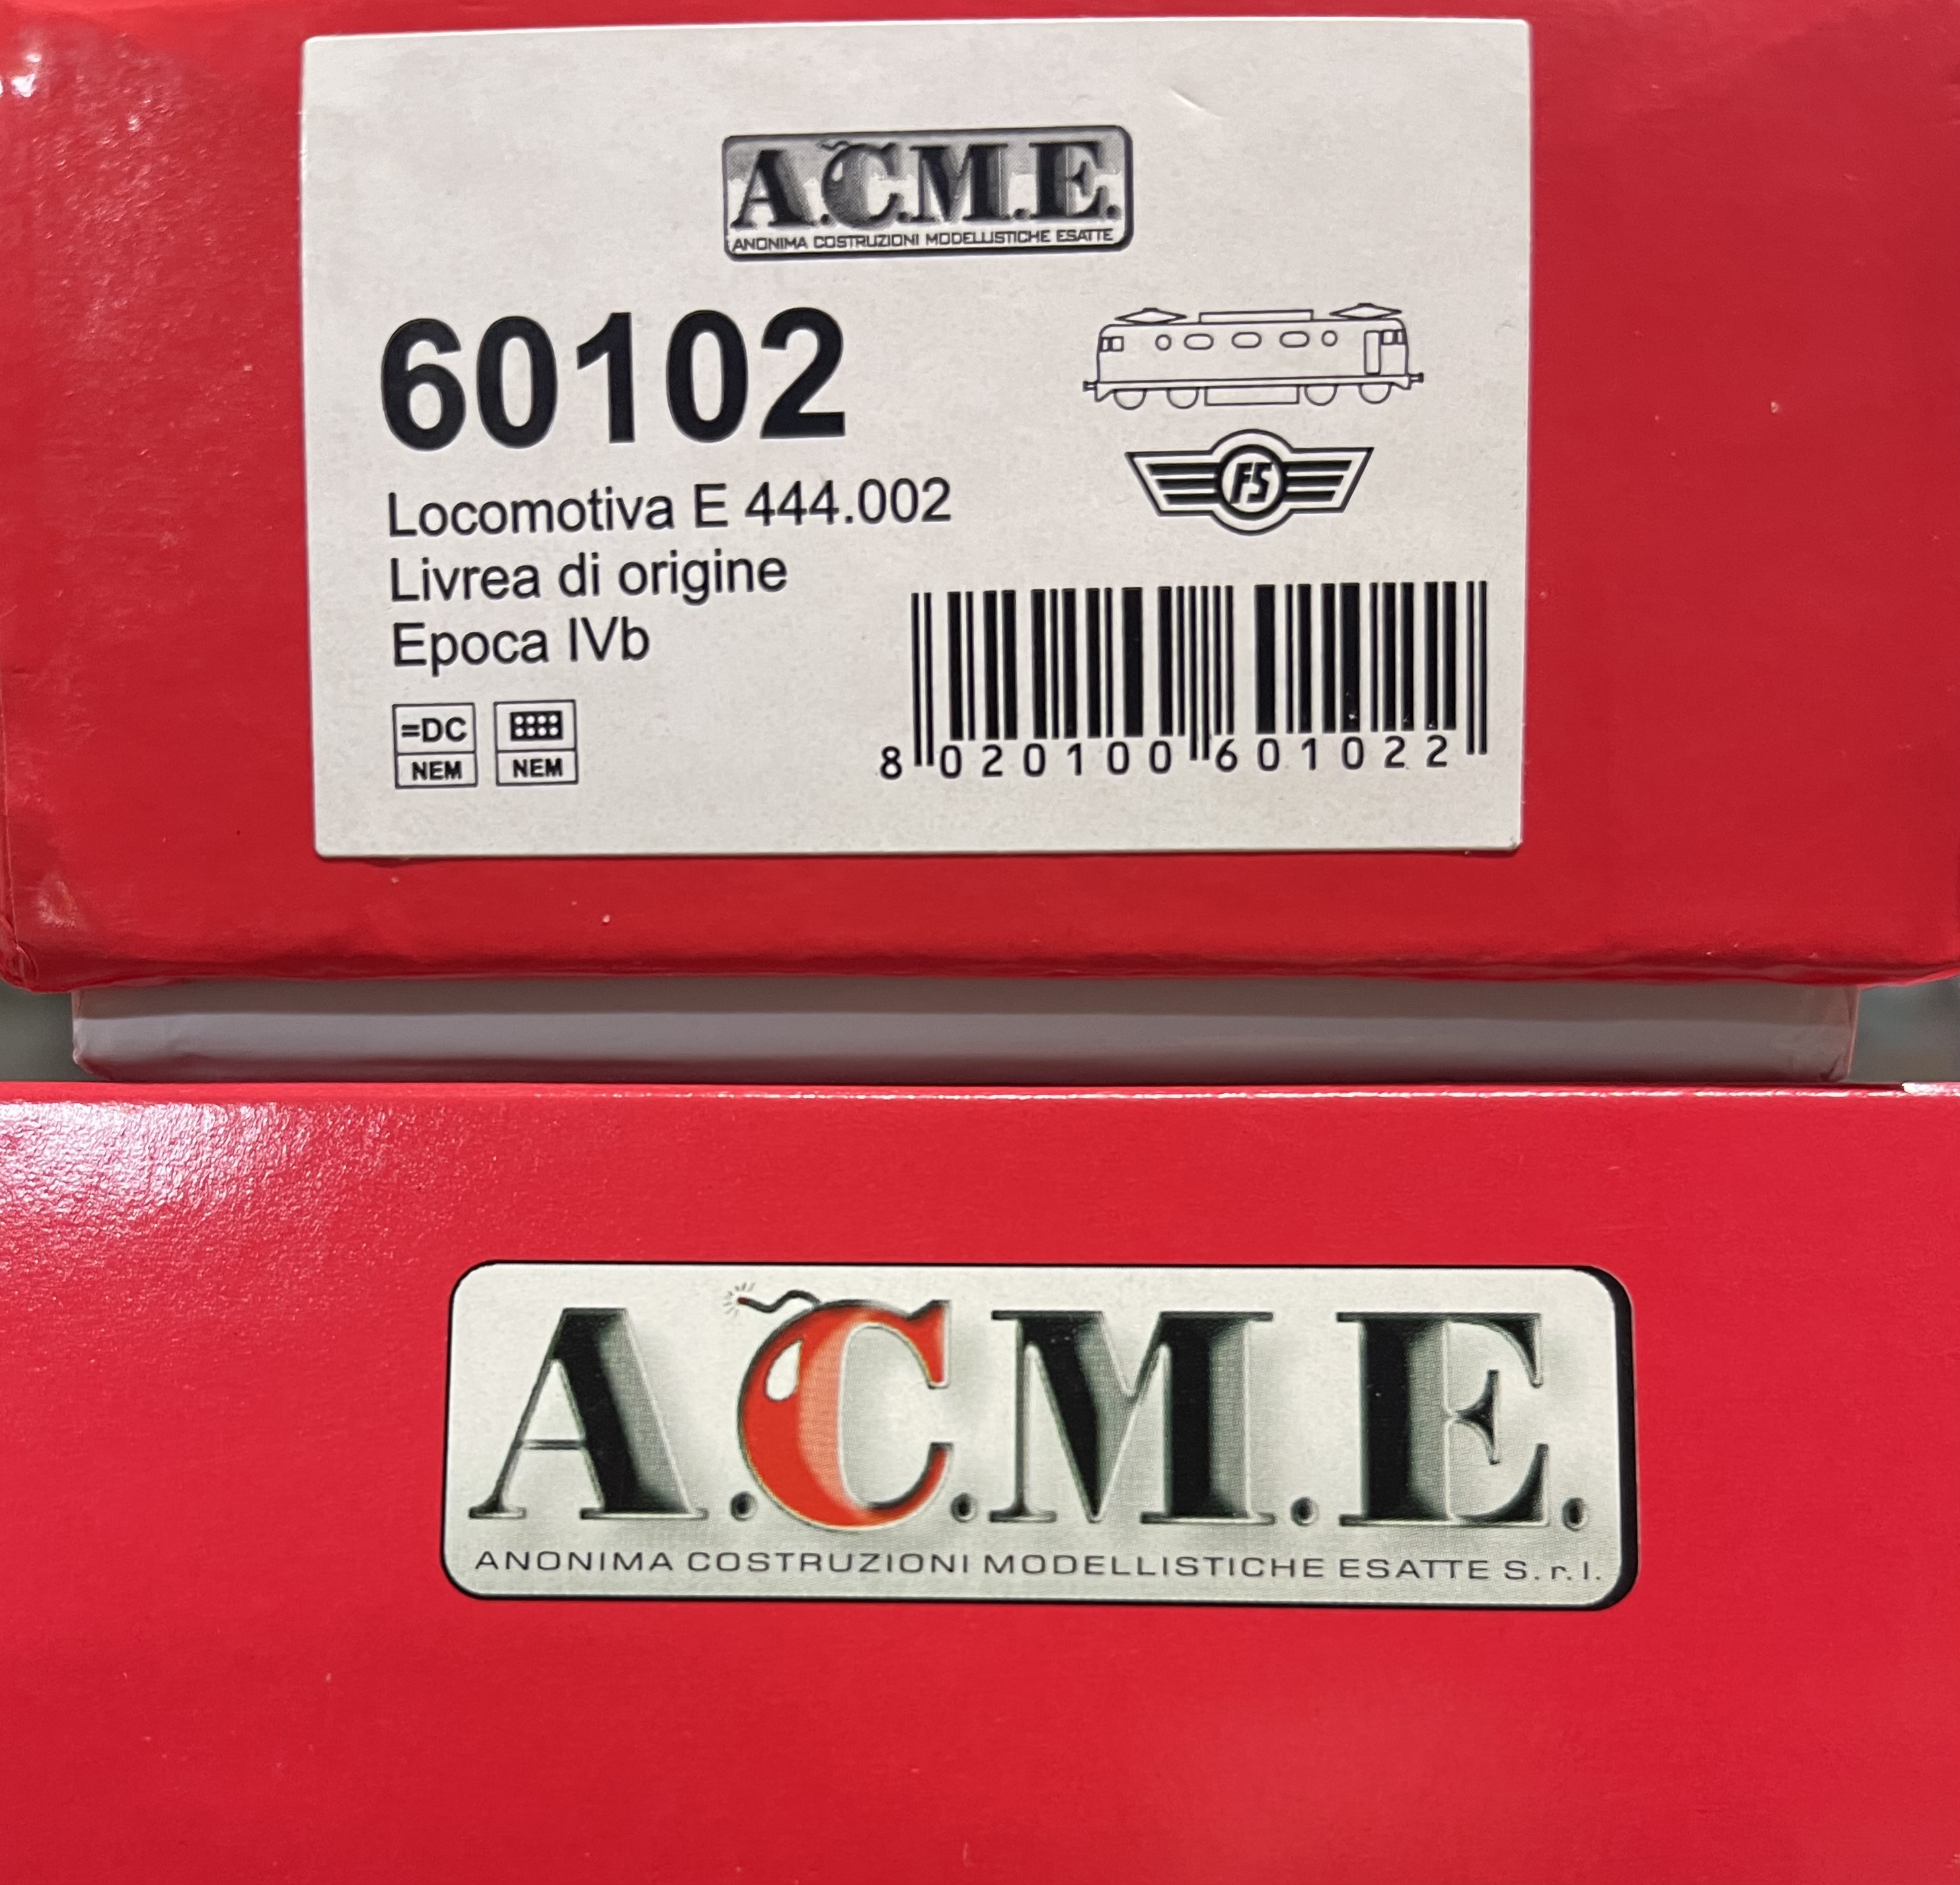 A.C.M.E.
ANONIMA COSTRUZIONI MODELLISTICHE ESATTE
60102
FS
Locomotiva E 444.002
Livrea di origine
Epoca IVb
=DC
NEM
NEM
8 020100 601022
A.C.M.E.
ANONIMA COSTRUZIONI MODELLISTICHE ESATTE S.r.l.